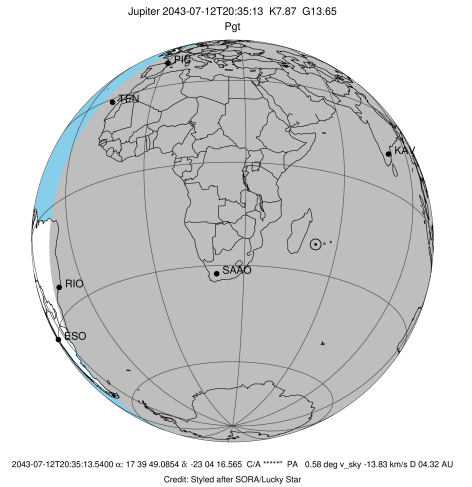 Jupiter 2043-07-12T20:35:13 K7.87 G13.65
Pgt
PIC
TEN
KAV
SAAO
RIO
ESO
2043-07-12T20:35:13.5400 α: 17 39 49.0854 δ: -23 04 16.565 C/A *****" PA 0.58 deg v_sky -13.83 km/s D 04.32 AU
Credit: Styled after SORA/Lucky Star